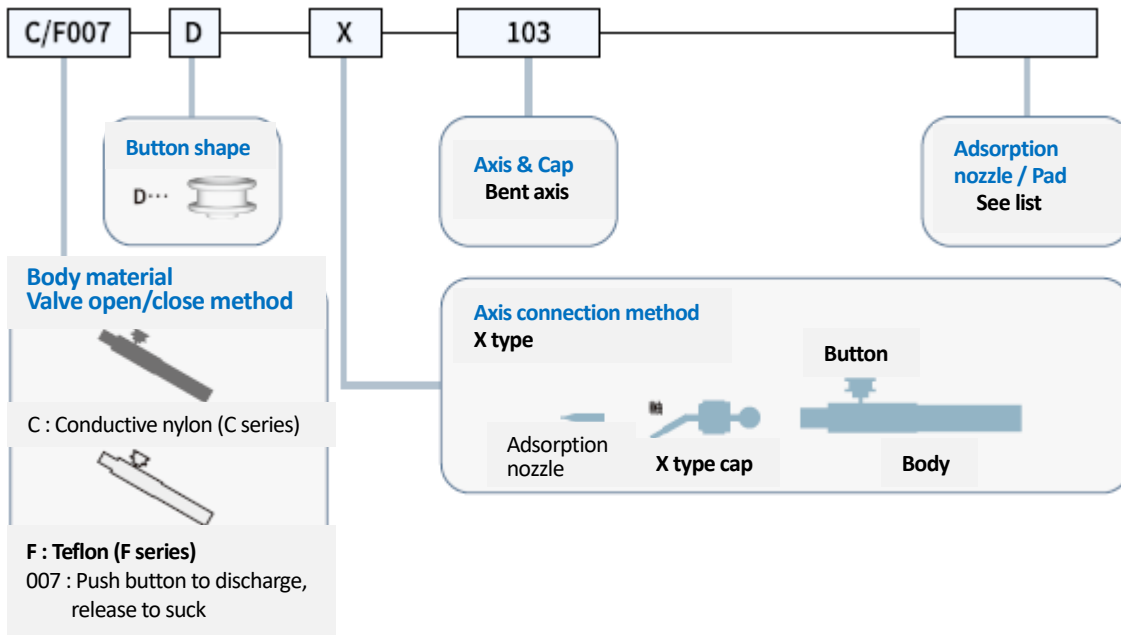 C/F007
D
X
103
Button shape
D···
Axis & Cap
Bent axis
Adsorption
nozzle / Pad
See list
Body material
Valve open/close method
C : Conductive nylon (C series)
F : Teflon (F series)
007 : Push button to discharge,
release to suck
Axis connection method
X type
Button
Adsorption
nozzle
X type cap
Body